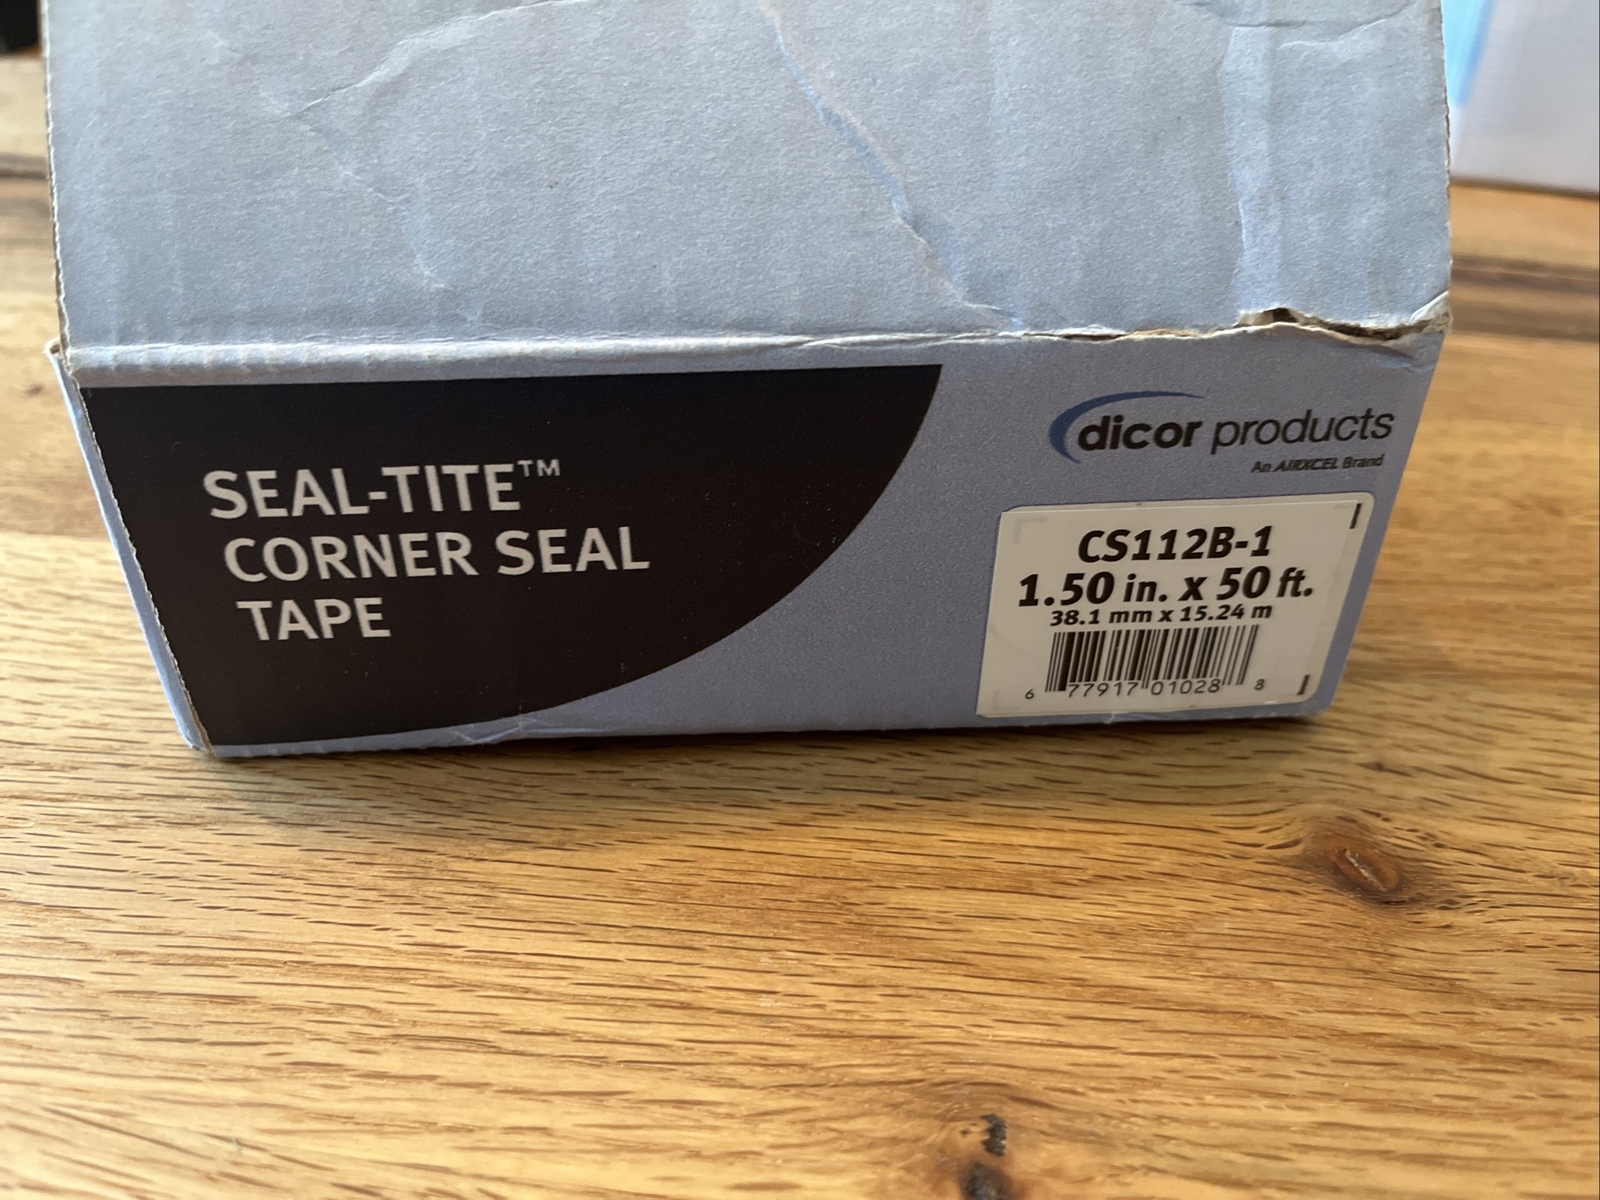 SEAL-TITE™
CORNER SEAL
TAPE
dicor products
An AIRXCEL Brand
CS112B-1
1.50 in. x 50 ft.
38.1 mm x 15.24 m
6 77917 01028 8